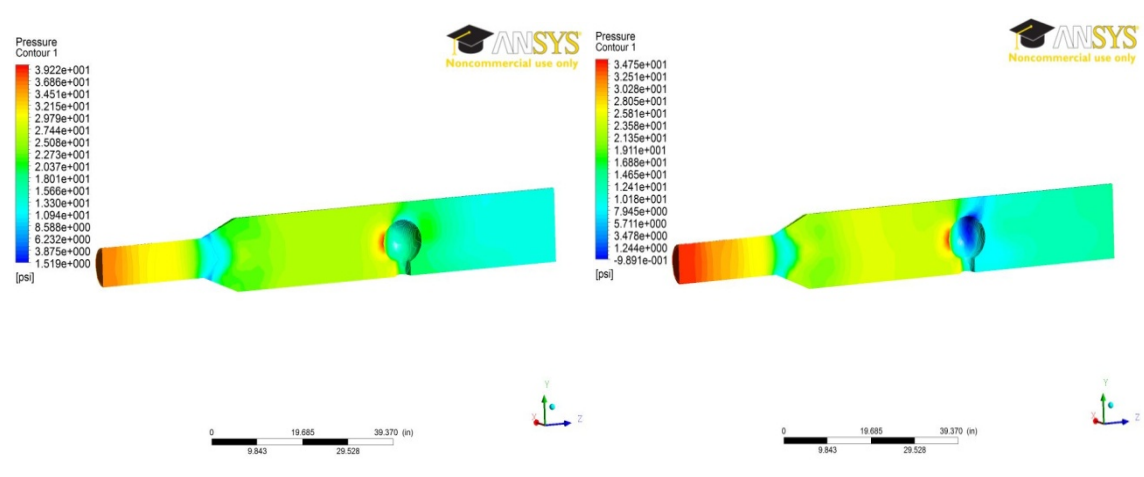 ANSYS
Noncommercial use only
Pressure
Contour 1
3.922e+001
3.686e+001
3.451e+001
3.215e+001
2.979e+001
2.744e+001
2.508e+001
2.273e+001
2.037e+001
1.801e+001
1.566e+001
1.330e+001
1.094e+001
8.588e+000
6.232e+000
3.875e+000
1.519e+000
[psi]
Y
X
Z
0 19.685 39.370 (in)
9.843 29.528
ANSYS
Noncommercial use only
Pressure
Contour 1
3.475e+001
3.251e+001
3.028e+001
2.805e+001
2.581e+001
2.358e+001
2.135e+001
1.911e+001
1.688e+001
1.465e+001
1.241e+001
1.018e+001
7.945e+000
5.711e+000
3.478e+000
1.244e+000
-9.891e-001
[psi]
Y
X
Z
0 19.685 39.370 (in)
9.843 29.528